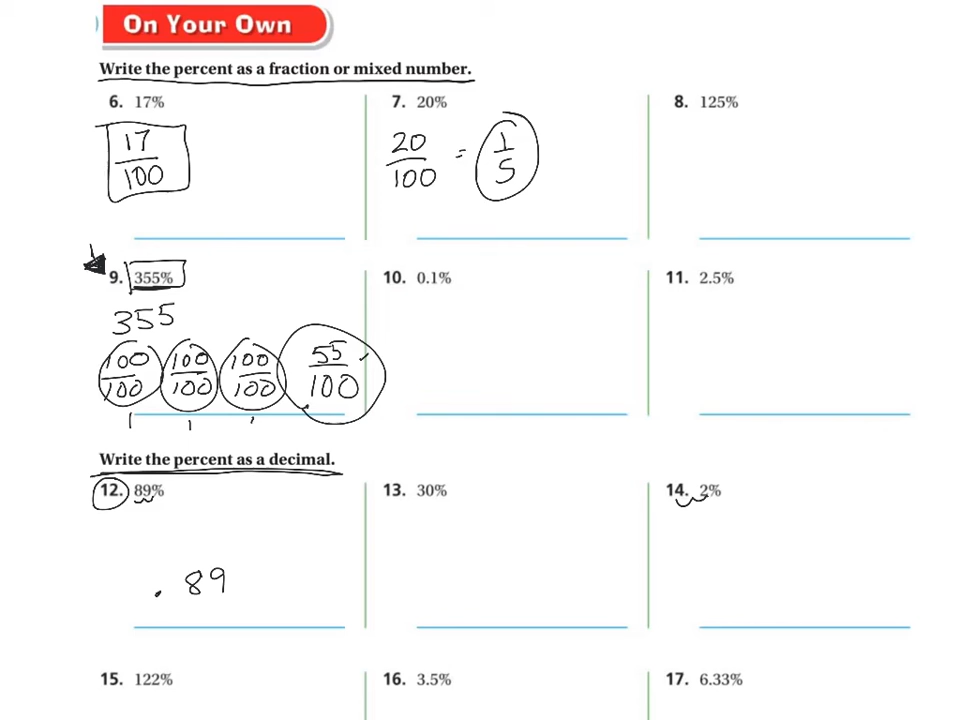 On Your Own
Write the percent as a fraction or mixed number.
6. 17%
7. 20%
8. 125%
17/100
20/100 = 1/5
9. 355%
10. 0.1%
11. 2.5%
355
100/100 100/100 100/100 55/100
1 1 1
Write the percent as a decimal.
12. 89%
13. 30%
14. 2%
. 89
15. 122%
16. 3.5%
17. 6.33%